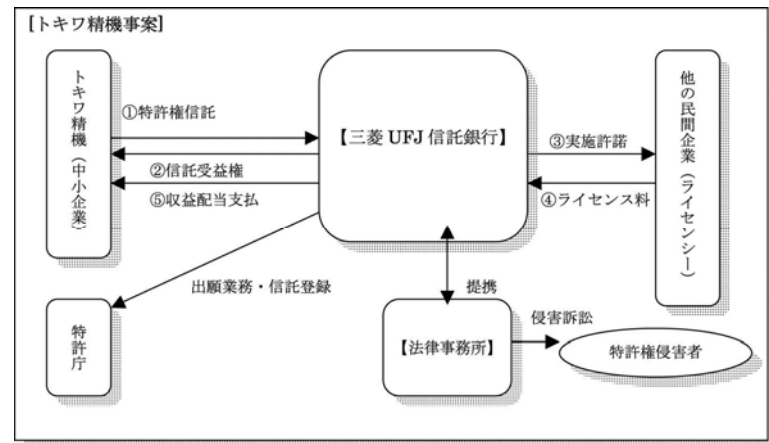 [トキワ精機事案]
トキワ精機（中小企業）
①特許権信託
【三菱 UFJ 信託銀行】
②信託受益権
⑤収益配当支払
③実施許諾
④ライセンス料
他の民間企業（ライセンシー）
出願業務・信託登録
提携
特許庁
【法律事務所】
侵害訴訟
特許権侵害者